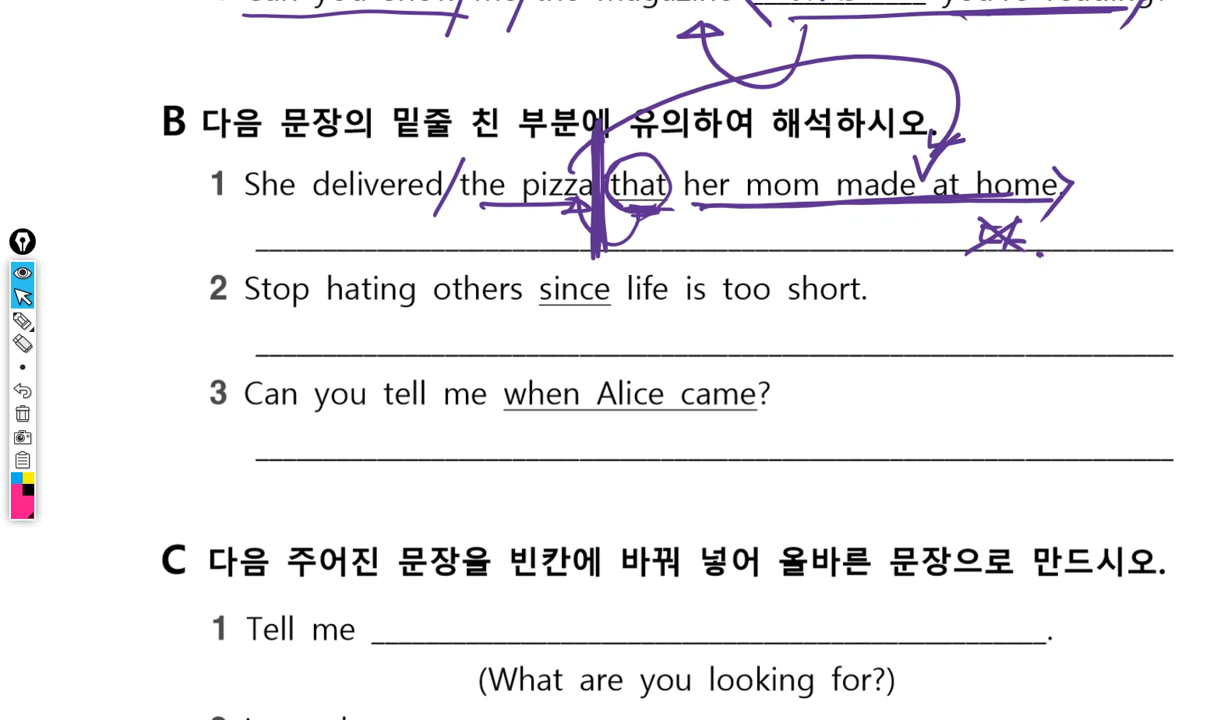 you're reading?
B 다음 문장의 밑줄 친 부분에 유의하여 해석하시오.
1 She delivered the pizza that her mom made at home.
2 Stop hating others since life is too short.
3 Can you tell me when Alice came?
C 다음 주어진 문장을 빈칸에 바꿔 넣어 올바른 문장으로 만드시오.
1 Tell me ____________________.
(What are you looking for?)